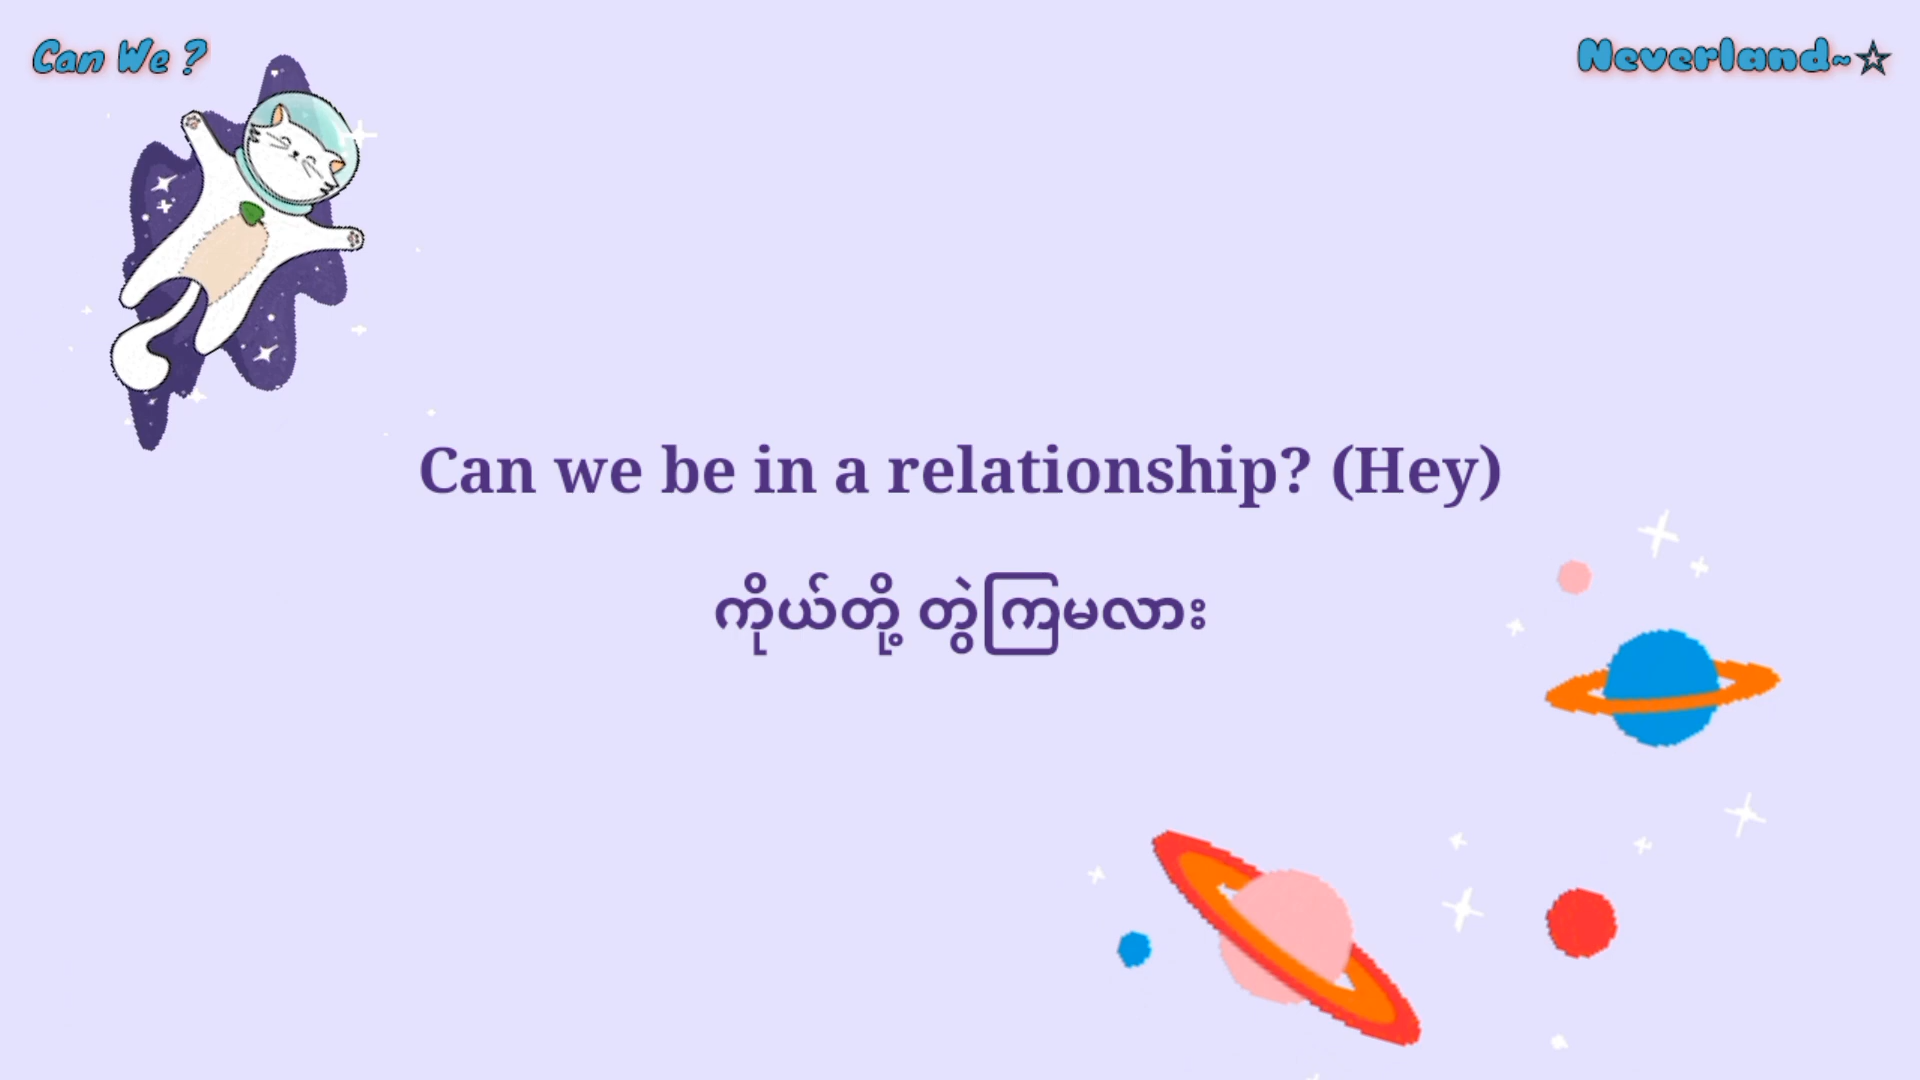 Can We ?
Neverland~☆
Can we be in a relationship? (Hey)
ကိုယ်တို့ တွဲကြမလား